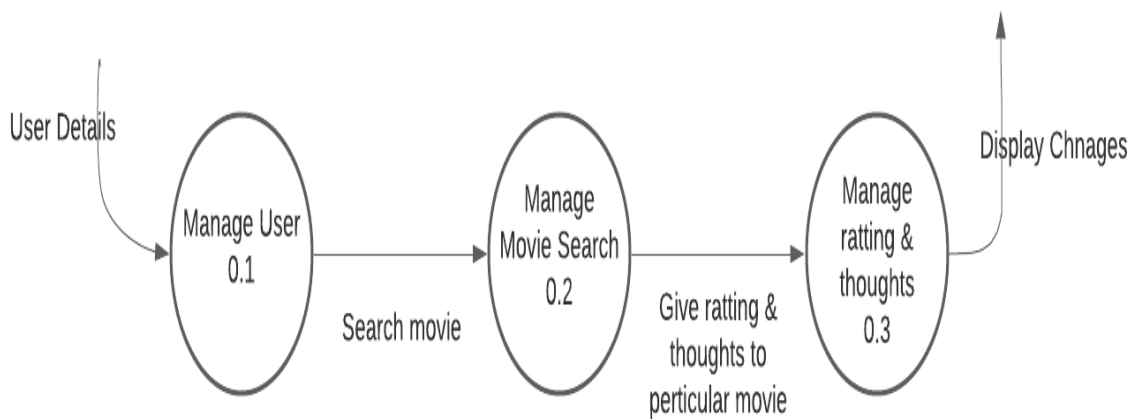 User Details
Manage User
0.1
Search movie
Manage
Movie Search
0.2
Give ratting &
thoughts to
perticular movie
Manage
ratting &
thoughts
0.3
Display Chnages